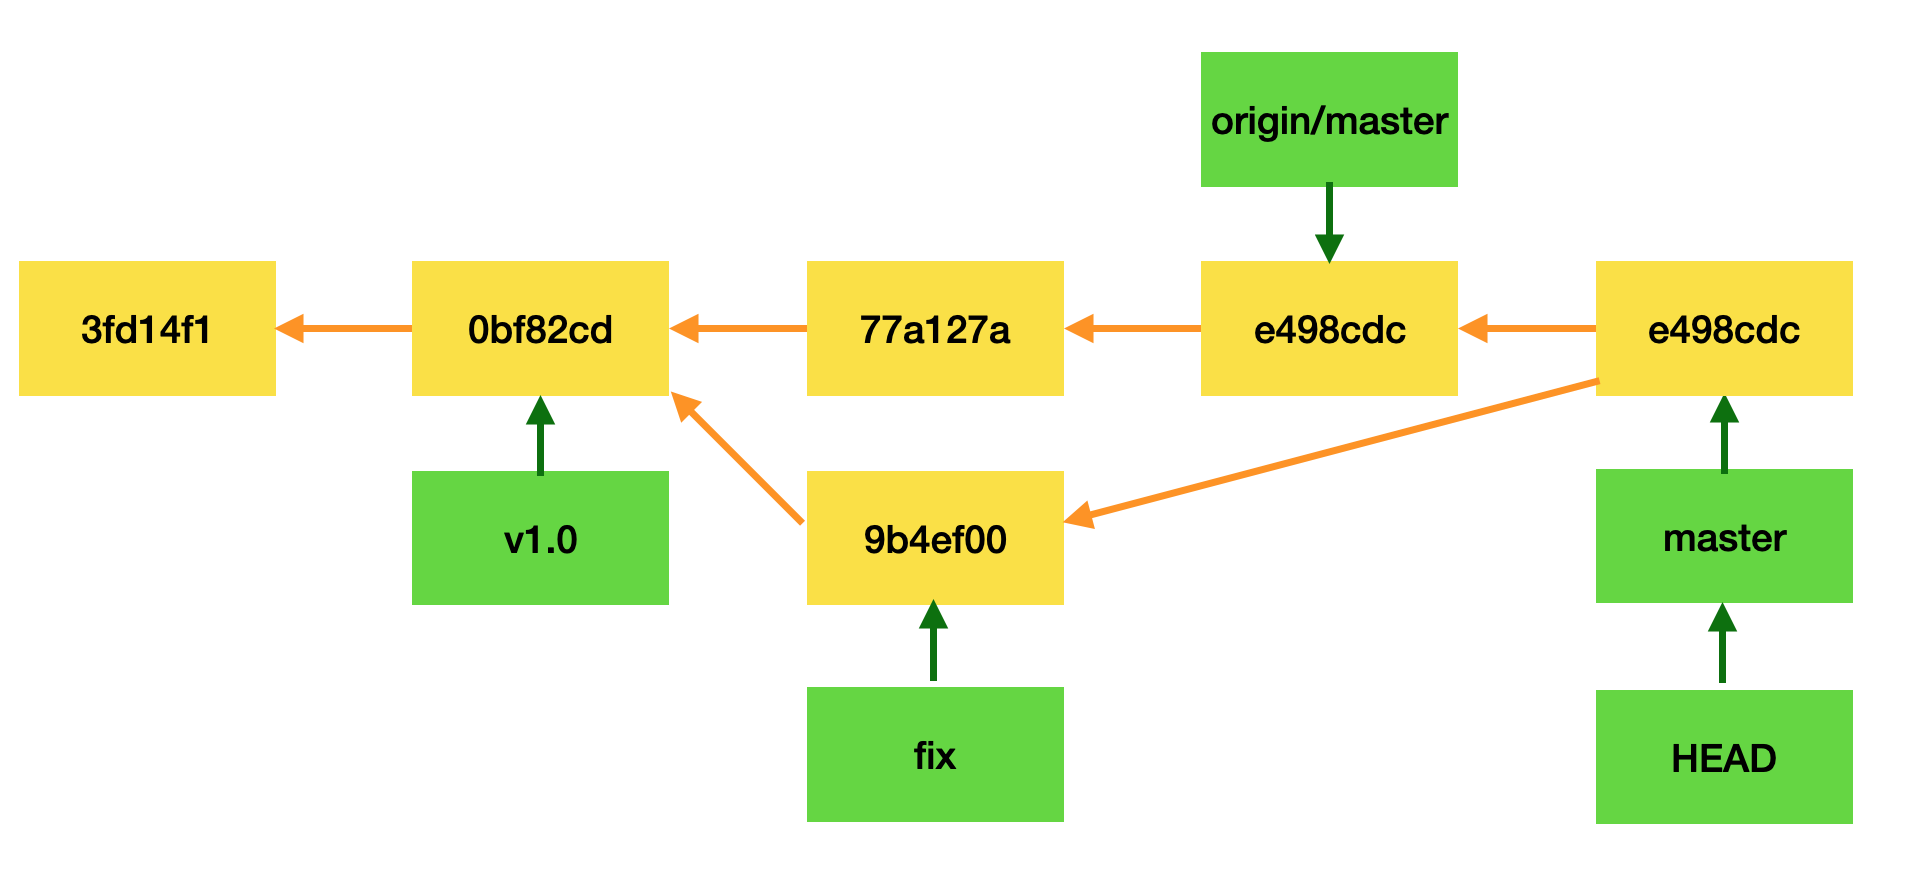 origin/master
3fd14f1
0bf82cd
77a127a
e498cdc
e498cdc
v1.0
9b4ef00
master
fix
HEAD